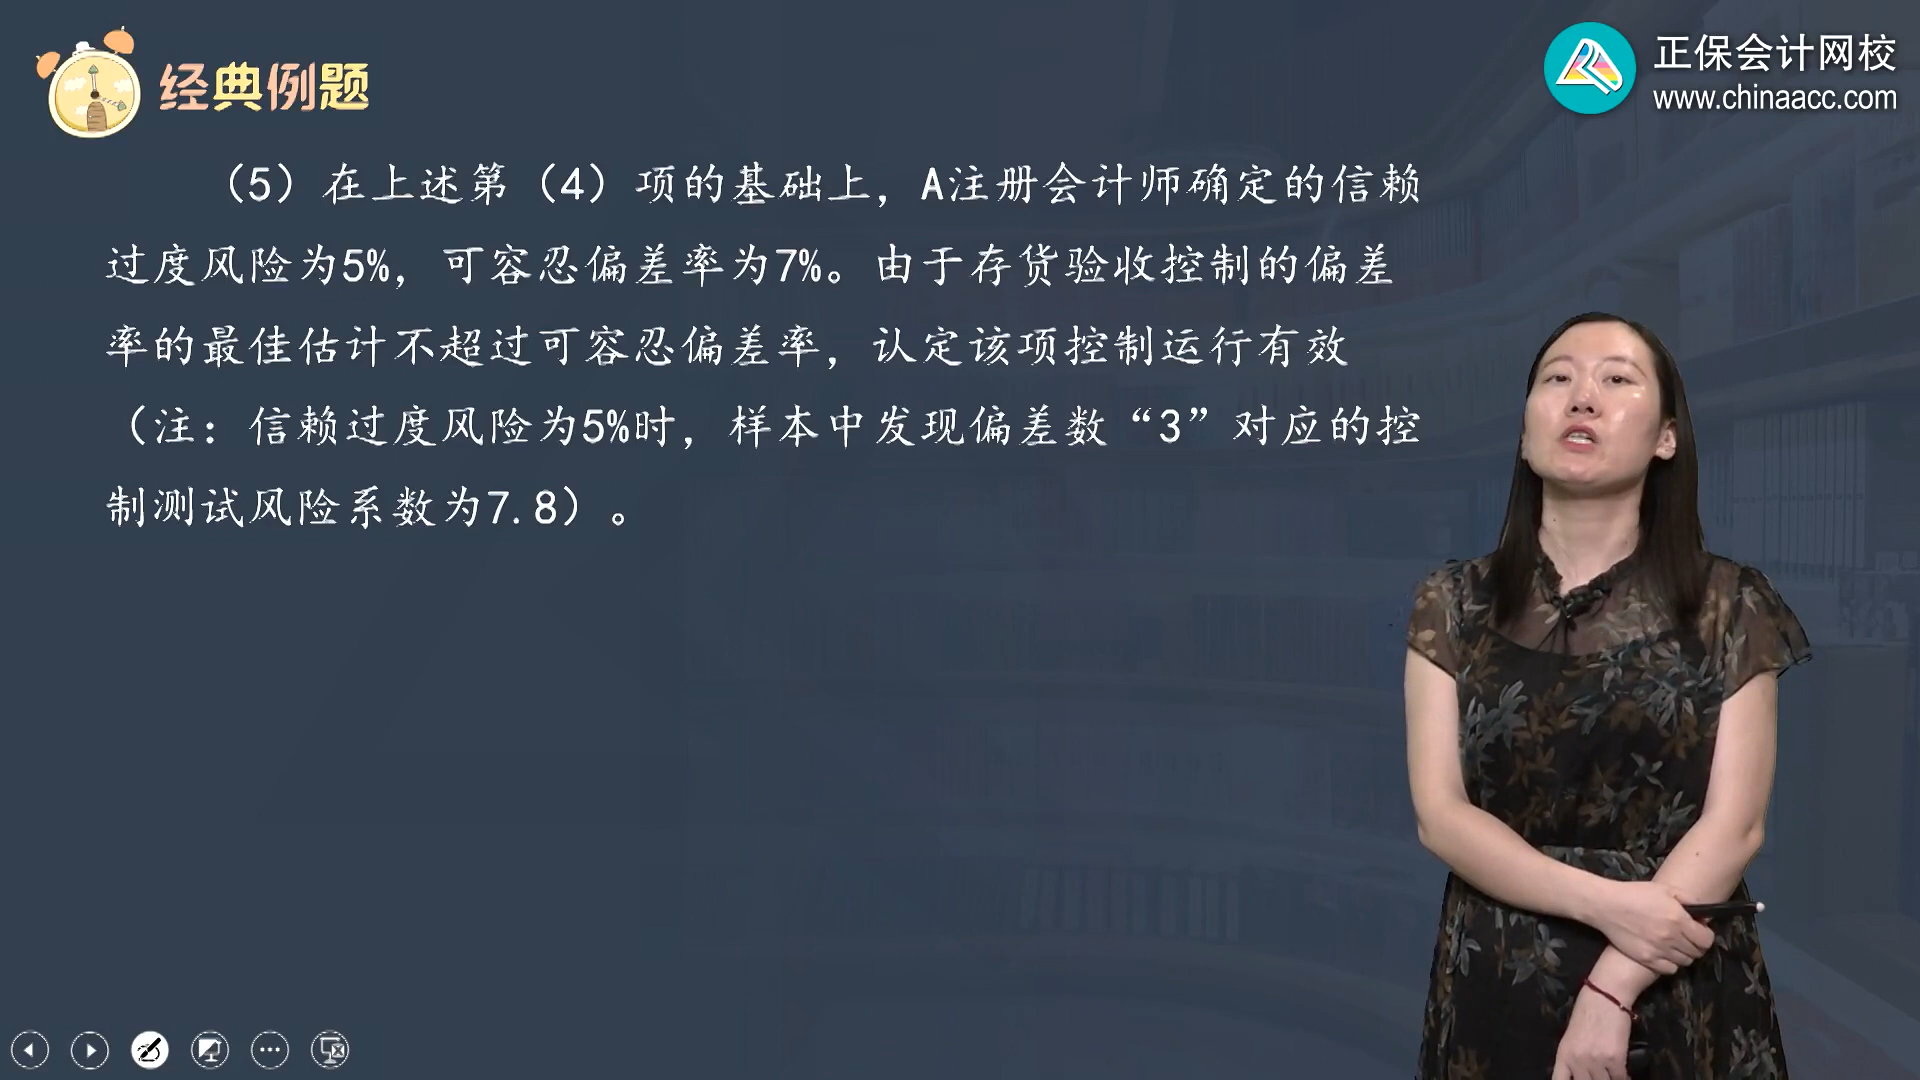 经典例题
正保会计网校
www.chinaacc.com
（5）在上述第（4）项的基础上，A注册会计师确定的信赖
过度风险为5%，可容忍偏差率为7%。由于存货验收控制的偏差
率的最佳估计不超过可容忍偏差率，认定该项控制运行有效
（注：信赖过度风险为5%时，样本中发现偏差数“3”对应的控
制测试风险系数为7.8）。